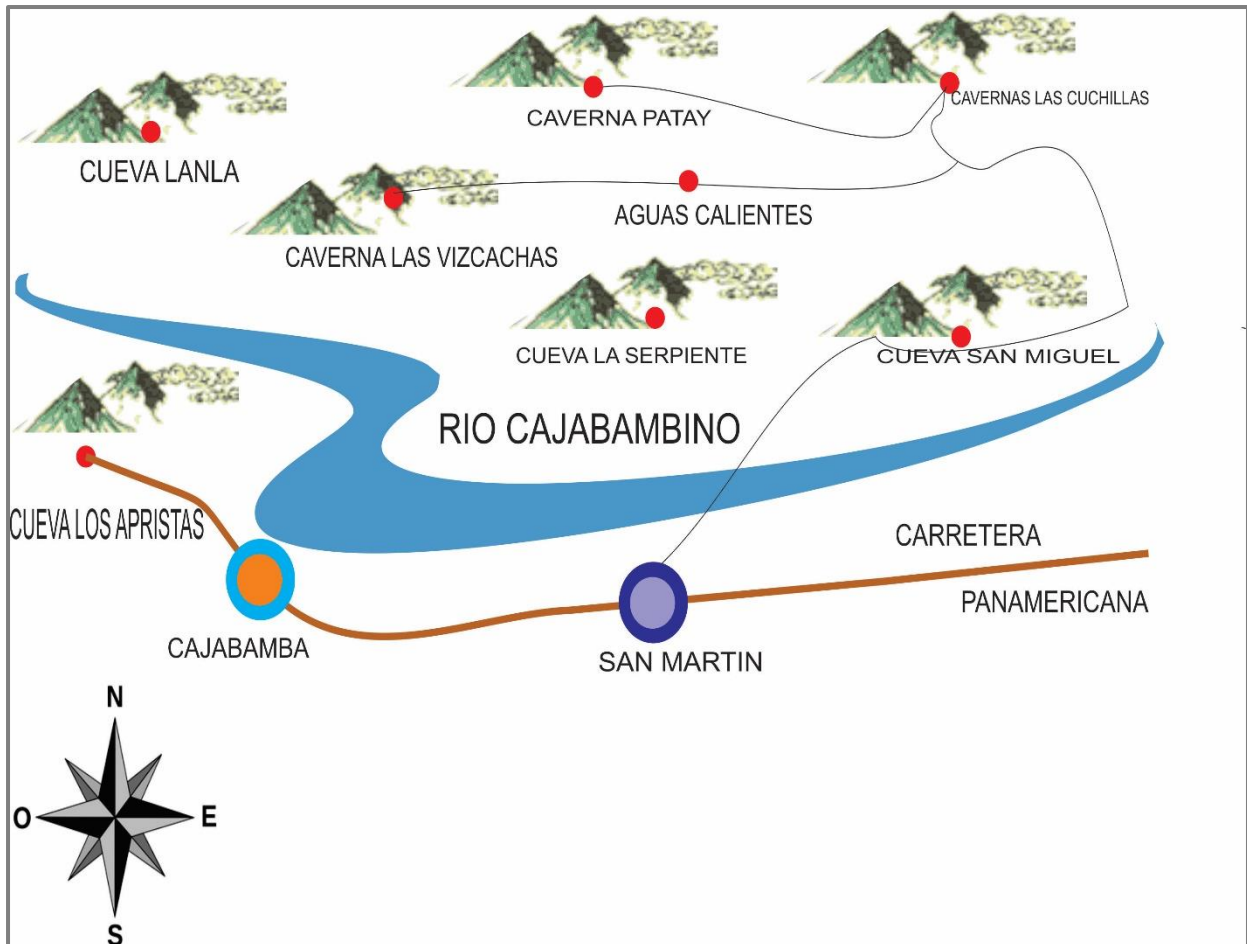 CAVERNAS LAS CUCHILLAS
CAVERNA PATAY
CUEVA LANLA
AGUAS CALIENTES
CAVERNA LAS VIZCACHAS
CUEVA LA SERPIENTE
CUEVA SAN MIGUEL
RIO CAJABAMBINO
CUEVA LOS APRISTAS
CARRETERA
PANAMERICANA
CAJABAMBA
SAN MARTIN
N
O
E
S